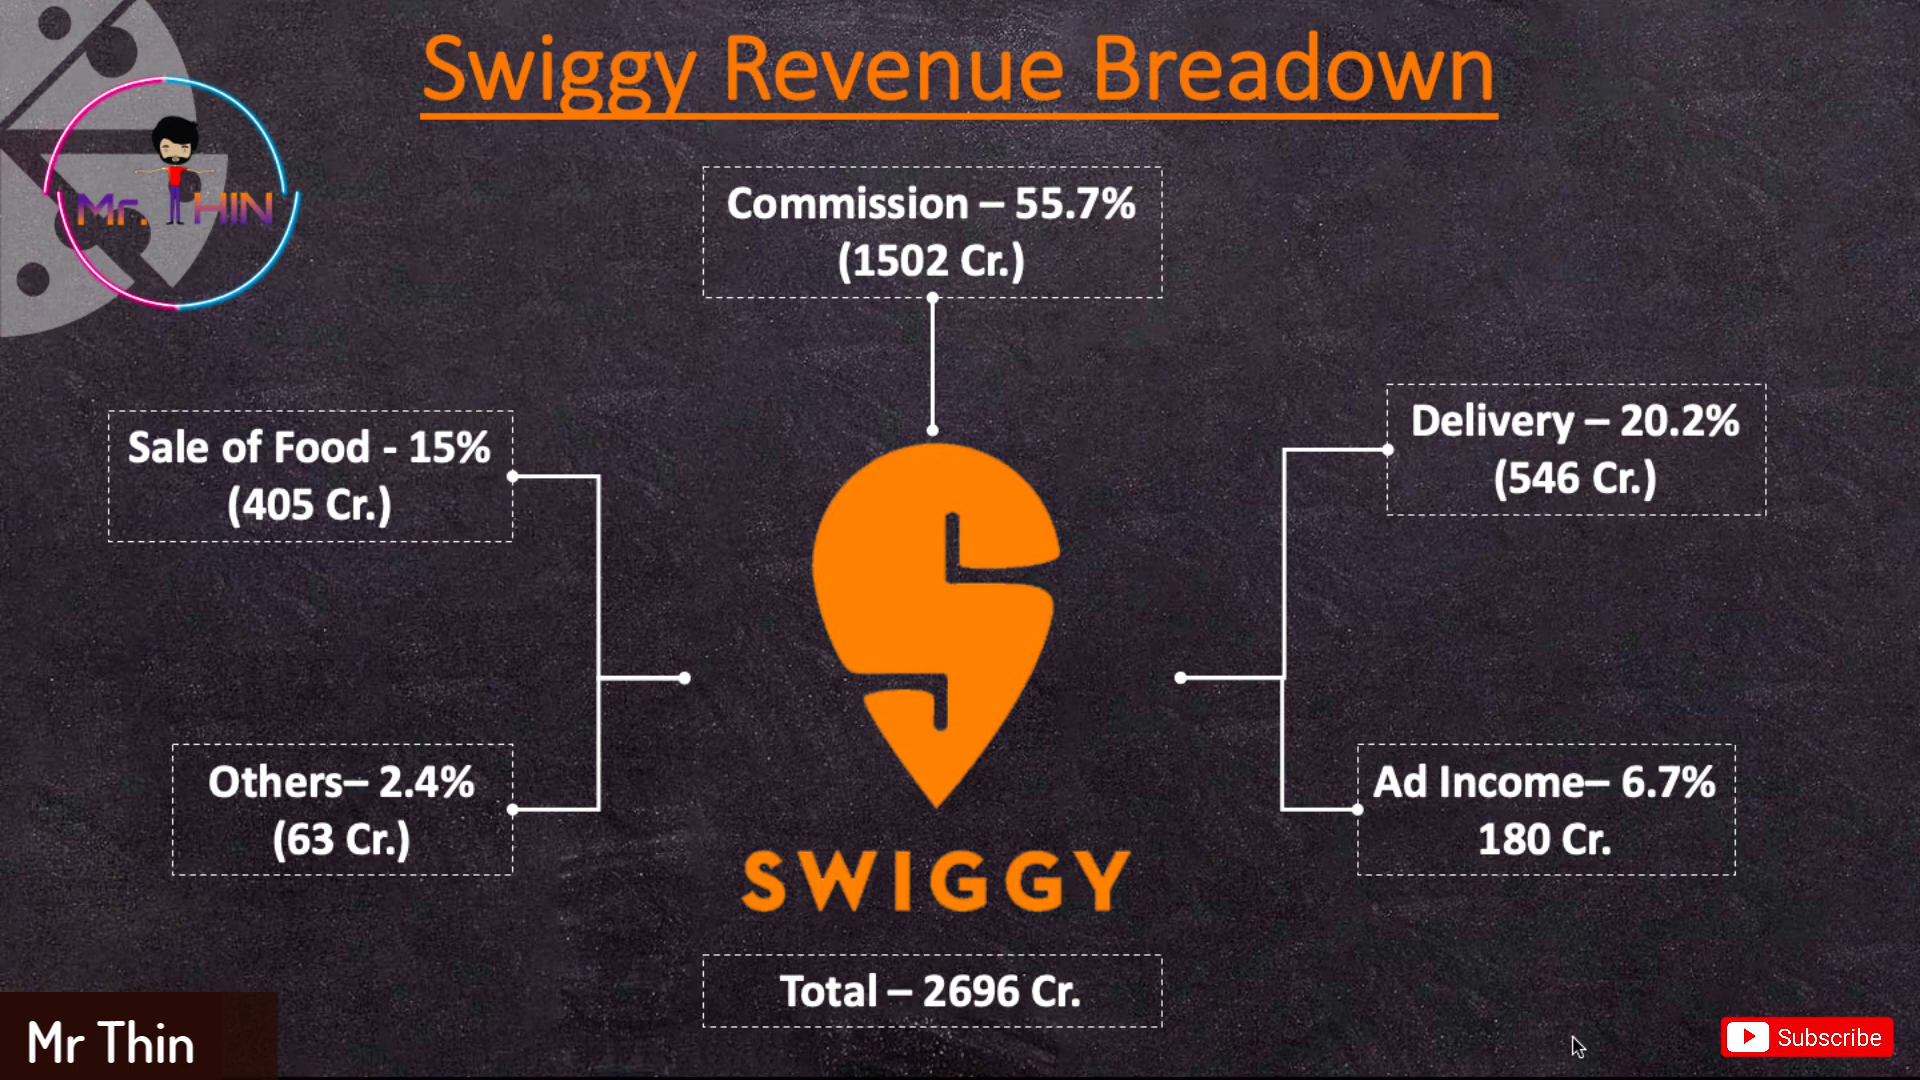 Swiggy Revenue Breadown
Mr. THIN
Commission – 55.7%
(1502 Cr.)
Sale of Food - 15%
(405 Cr.)
Delivery – 20.2%
(546 Cr.)
Others– 2.4%
(63 Cr.)
Ad Income– 6.7%
180 Cr.
SWIGGY
Total – 2696 Cr.
Mr Thin
Subscribe